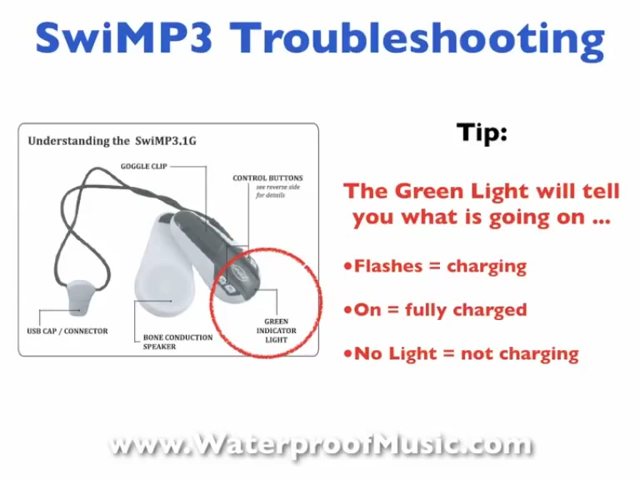 SwiMP3 Troubleshooting
Understanding the SwiMP3.1G
GOGGLE CLIP
CONTROL BUTTONS
see reverse side
for details
USB CAP / CONNECTOR
BONE CONDUCTION
SPEAKER
GREEN
INDICATOR
LIGHT
Tip:
The Green Light will tell
you what is going on ...
•Flashes = charging
•On = fully charged
•No Light = not charging
www.WaterproofMusic.com